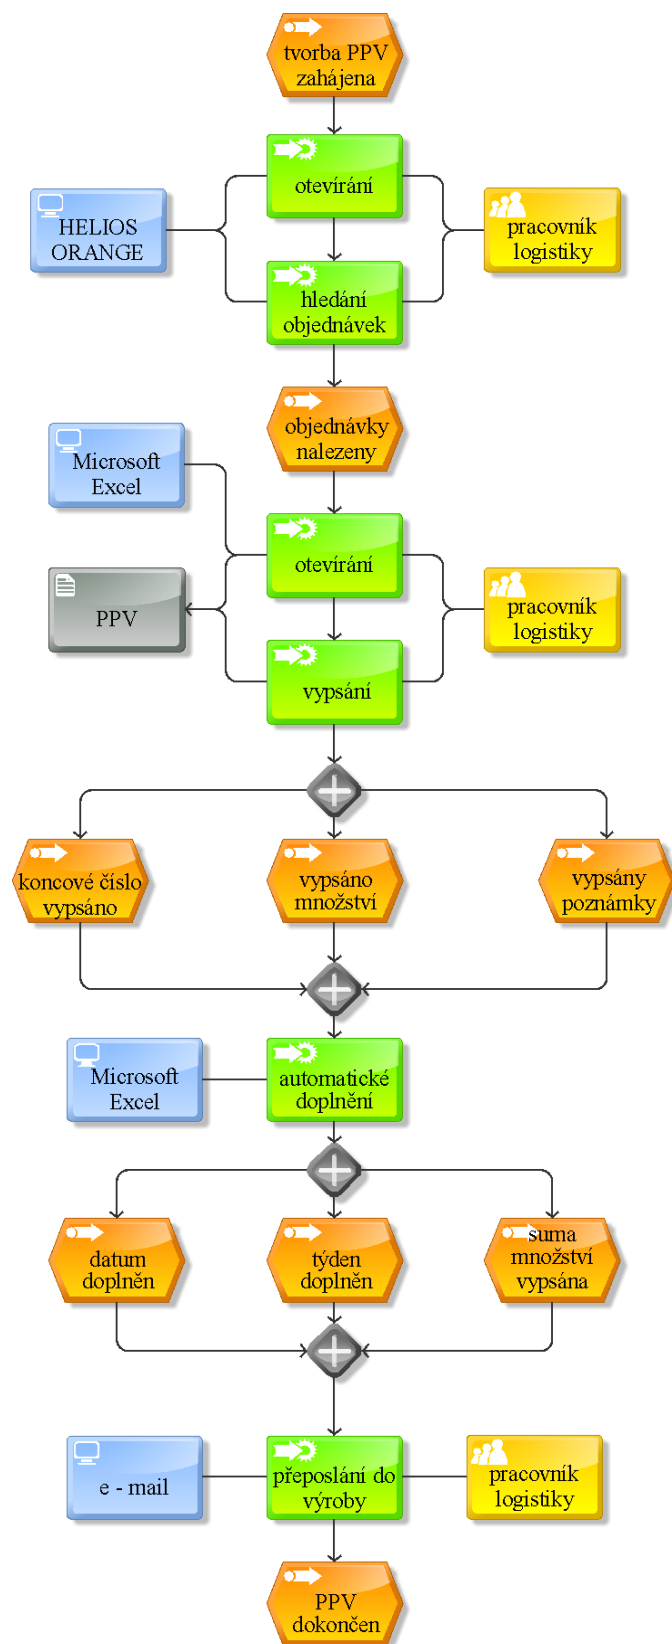 tvorba PPV
zahájena
otevírání
HELIOS
ORANGE
pracovník
logistiky
hledání
objednávek
objednávky
nalezeny
Microsoft
Excel
otevírání
PPV
pracovník
logistiky
vypsání
koncové číslo
vypsáno
vypsáno
množství
vypsány
poznámky
Microsoft
Excel
automatické
doplnění
datum
doplněn
týden
doplněn
suma
množství
vypsána
e - mail
přeposlání do
výroby
pracovník
logistiky
PPV
dokončen